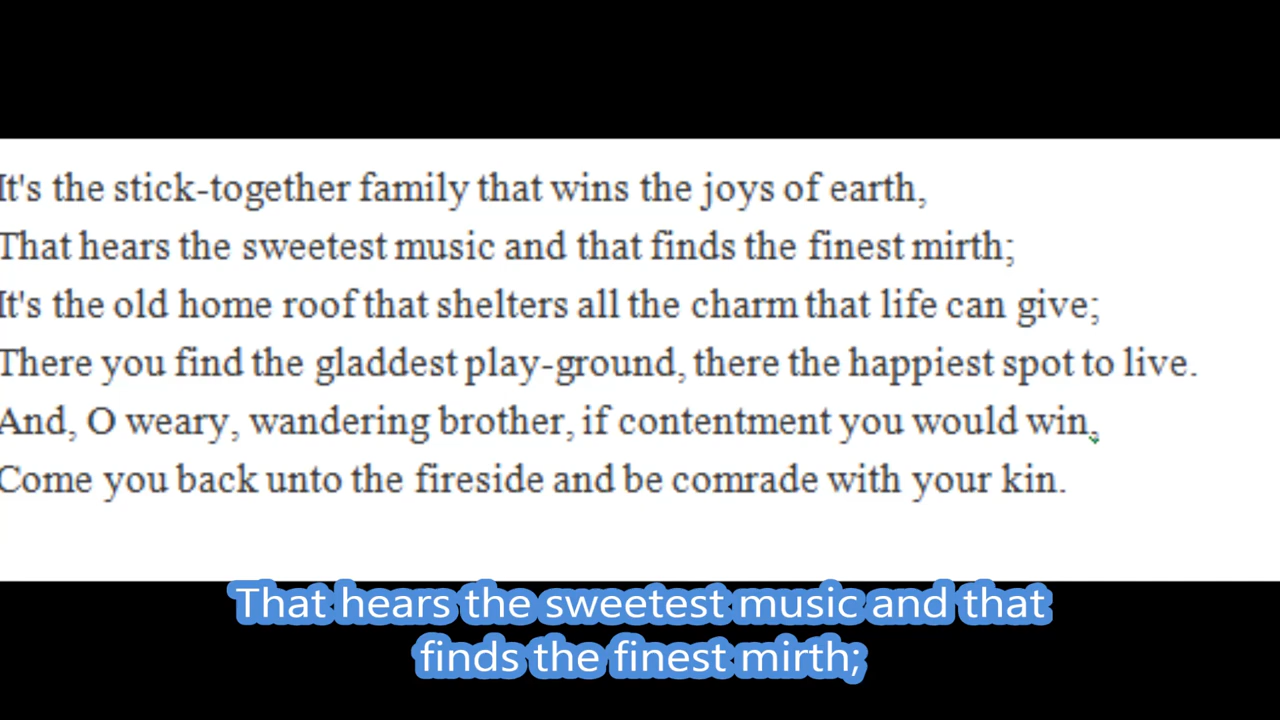 It's the stick-together family that wins the joys of earth,
That hears the sweetest music and that finds the finest mirth;
It's the old home roof that shelters all the charm that life can give;
There you find the gladdest play-ground, there the happiest spot to live.
And, O weary, wandering brother, if contentment you would win,
Come you back unto the fireside and be comrade with your kin.
That hears the sweetest music and that
finds the finest mirth;